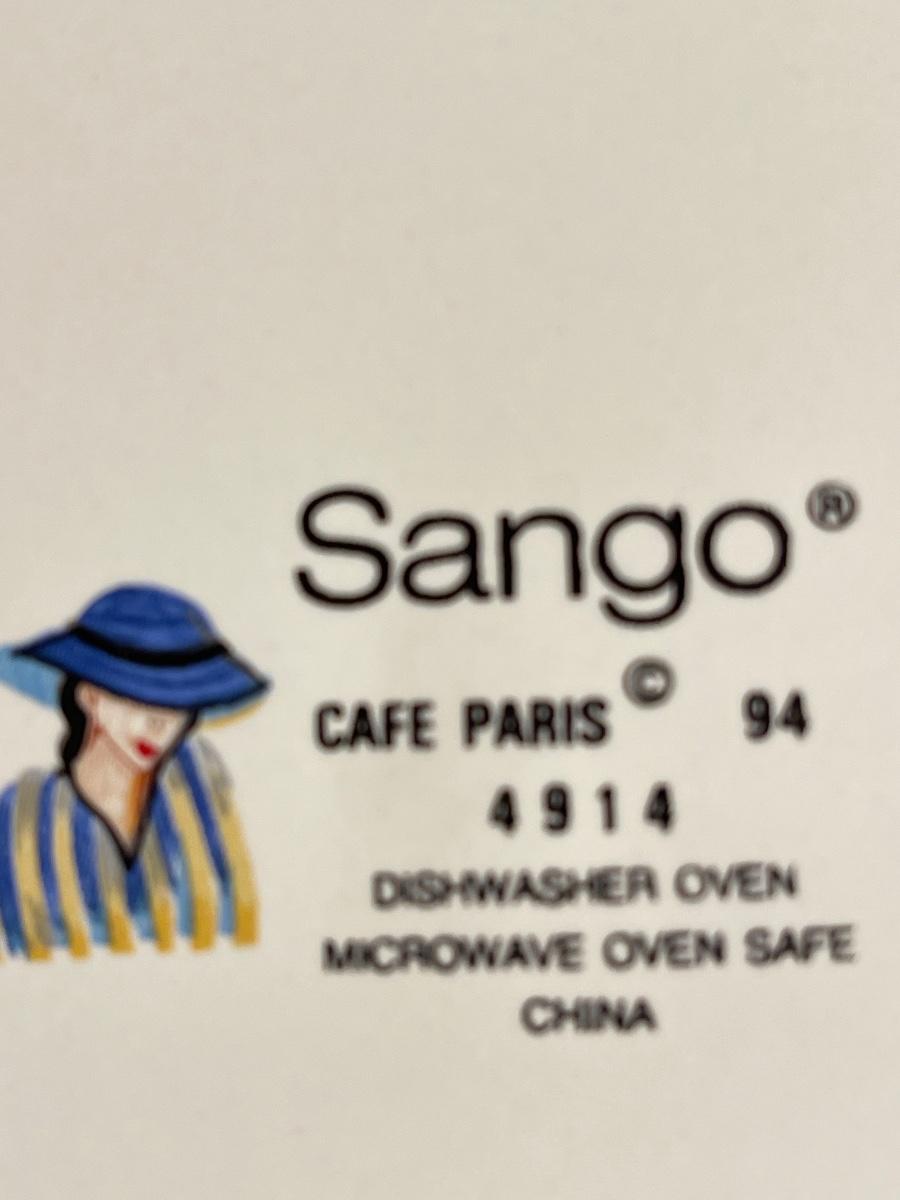 Sango®
CAFE PARIS © 94
4914
DISHWASHER OVEN
MICROWAVE OVEN SAFE
CHINA